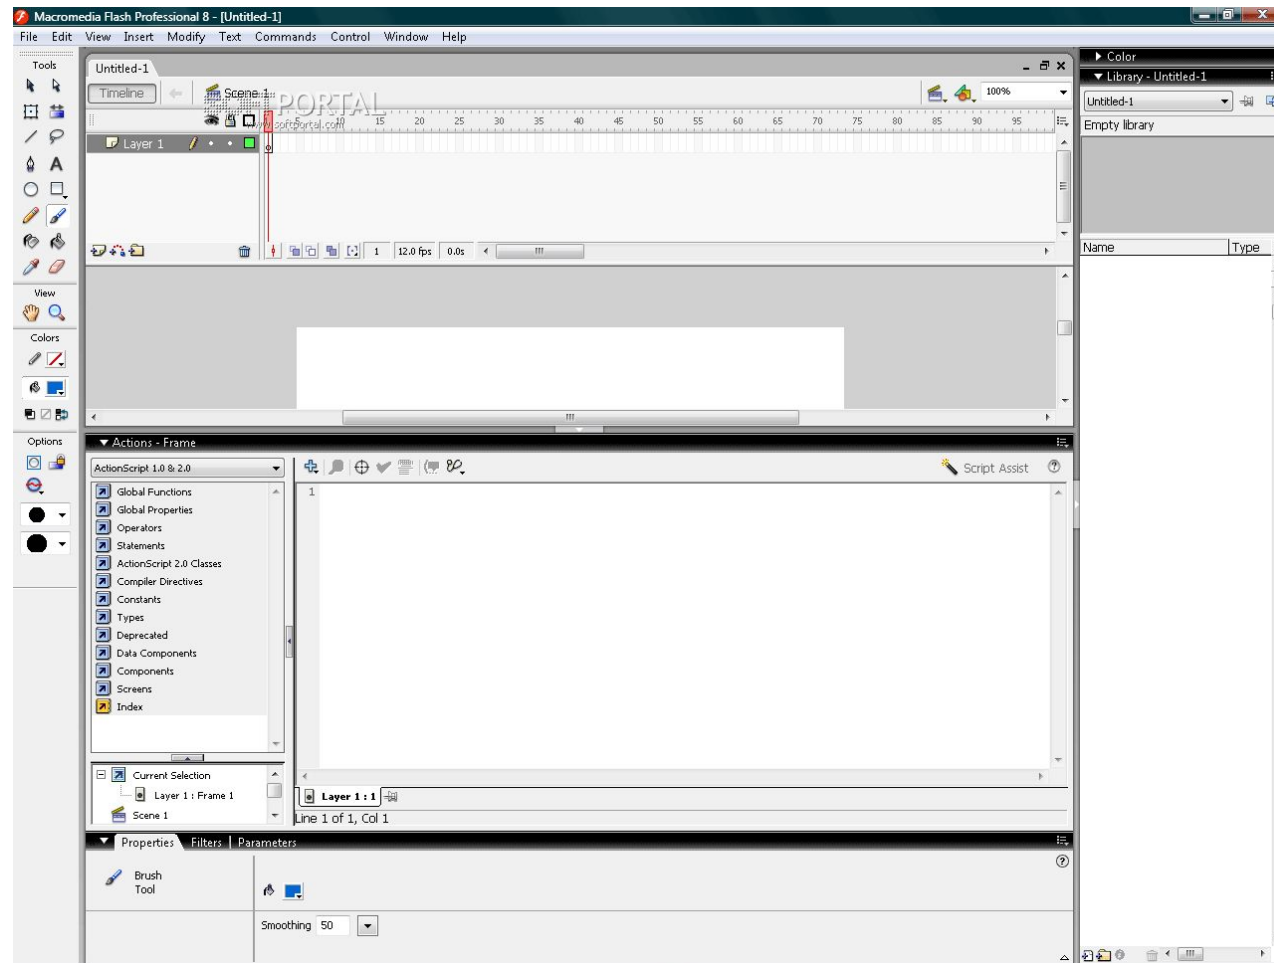 Macromedia Flash Professional 8 - [Untitled-1]
File Edit View Insert Modify Text Commands Control Window Help
Tools
Untitled-1
Timeline
Scene 1
100%
PORTAL
www.softportal.com
5 10 15 20 25 30 35 40 45 50 55 60 65 70 75 80 85 90 95
Layer 1
1 12.0 fps 0.0s
View
Colors
Options
Actions - Frame
ActionScript 1.0 & 2.0
Script Assist
Global Functions
Global Properties
Operators
Statements
ActionScript 2.0 Classes
Compiler Directives
Constants
Types
Deprecated
Data Components
Components
Screens
Index
1
Current Selection
Layer 1 : Frame 1
Scene 1
Layer 1 : 1
Line 1 of 1, Col 1
Properties Filters Parameters
Brush
Tool
Smoothing 50
Color
Library - Untitled-1
Untitled-1
Empty library
Name Type